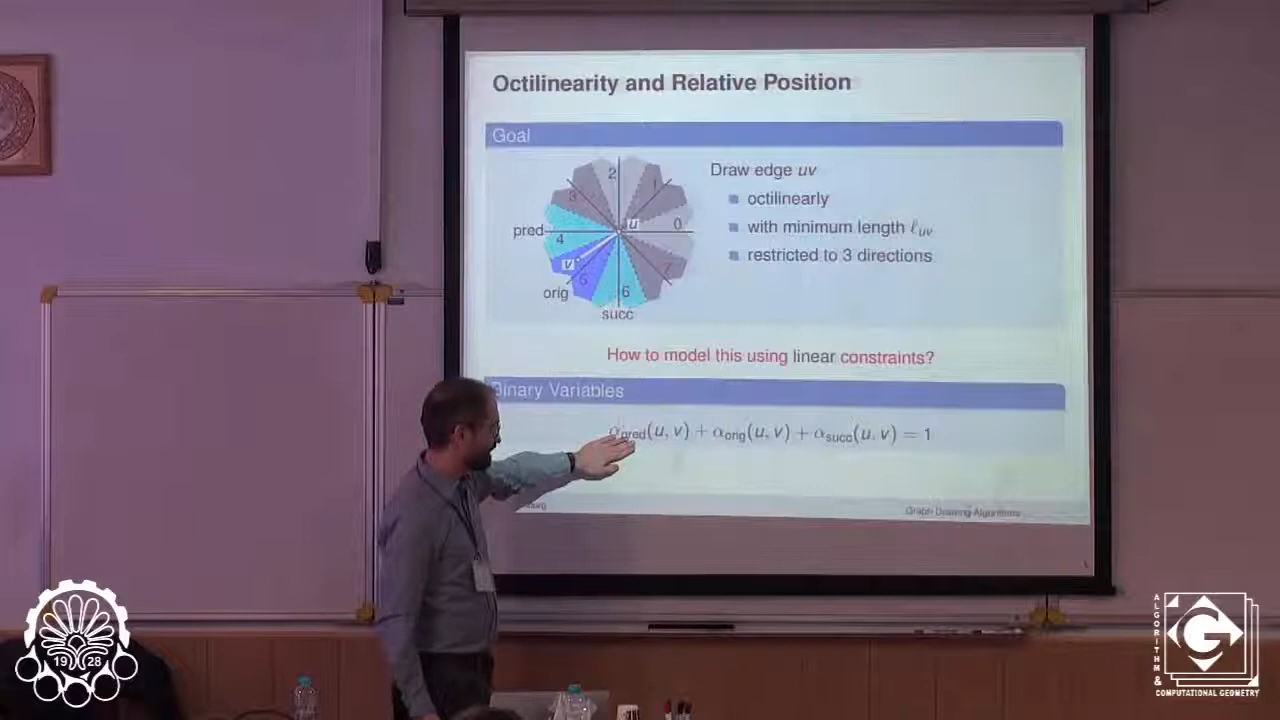 Octilinearity and Relative Position
Goal
2
1
3
u
0
pred
4
v
5
7
orig
6
succ
Draw edge uv
octilinearly
with minimum length ℓuv
restricted to 3 directions
How to model this using linear constraints?
Binary Variables
αpred(u, v) + αorig(u, v) + αsucc(u, v) = 1
Graph Drawing Algorithms
19 28
ALGORITHM &
G
COMPUTATIONAL GEOMETRY